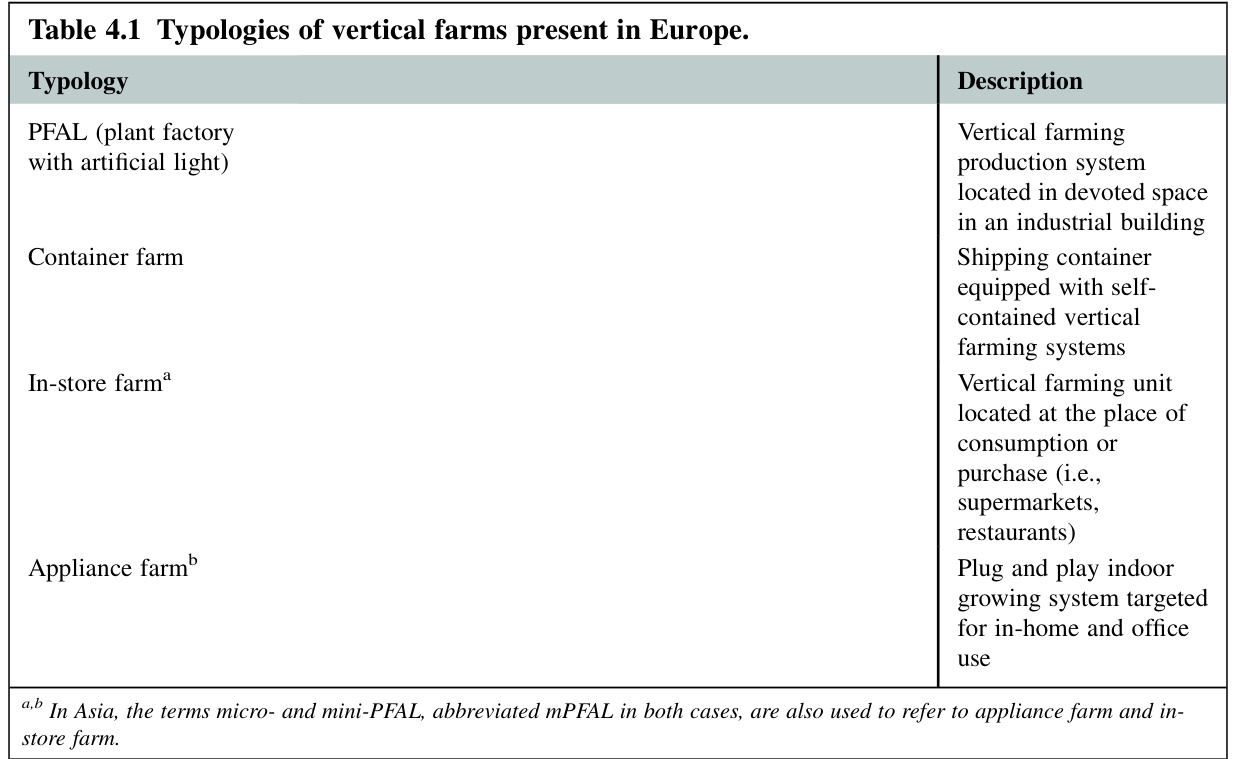 Table 4.1 Typologies of vertical farms present in Europe.
Typology
Description
PFAL (plant factory
with artificial light)
Vertical farming
production system
located in devoted space
in an industrial building
Container farm
Shipping container
equipped with self-
contained vertical
farming systems
In-store farmᵃ
Vertical farming unit
located at the place of
consumption or
purchase (i.e.,
supermarkets,
restaurants)
Appliance farmᵇ
Plug and play indoor
growing system targeted
for in-home and office
use
a,b In Asia, the terms micro- and mini-PFAL, abbreviated mPFAL in both cases, are also used to refer to appliance farm and in-
store farm.